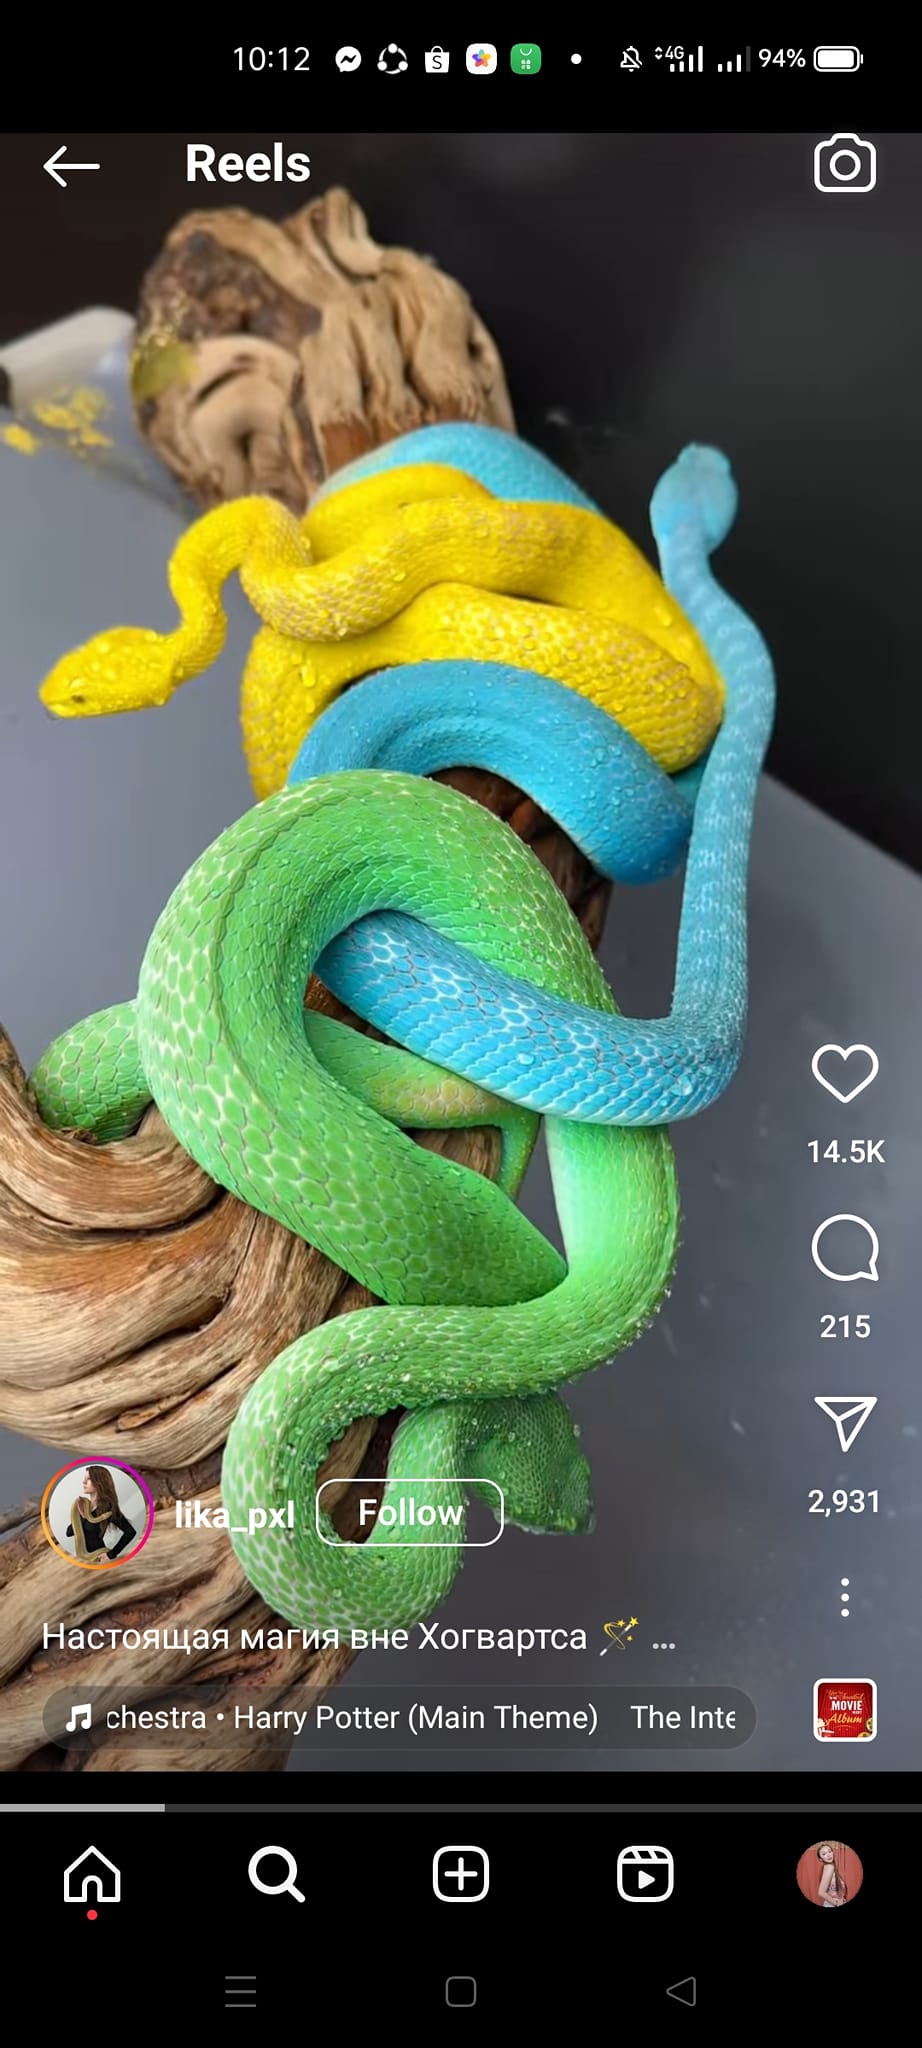 10:12 4G 94%
Reels
14.5K
215
2,931
lika_pxl Follow
Настоящая магия вне Хогвартса 🪄 ...
chestra • Harry Potter (Main Theme) The Inte
MOVIE
Album